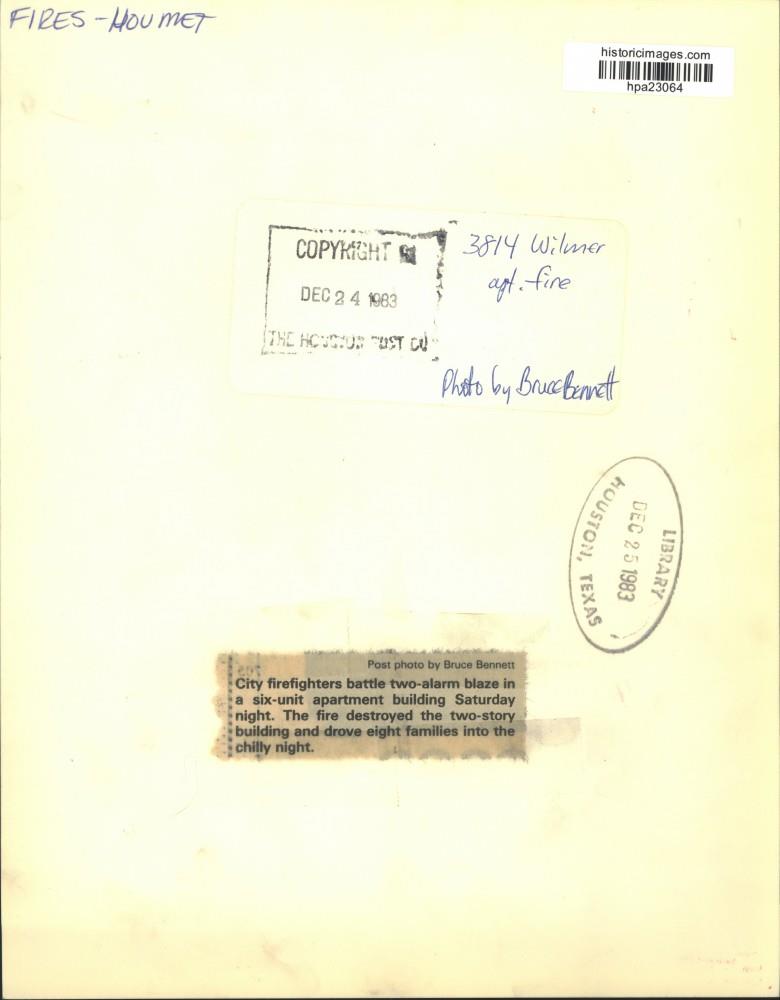 FIRES - HOU MET
historicimages.com
hpa23064
COPYRIGHT
DEC 24 1983
THE HOUSTON POST CO
3814 Wilmer
apt. fire
Photo by Bruce Bennett
LIBRARY
DEC 25 1983
HOUSTON, TEXAS
Post photo by Bruce Bennett
City firefighters battle two-alarm blaze in
a six-unit apartment building Saturday
night. The fire destroyed the two-story
building and drove eight families into the
chilly night.